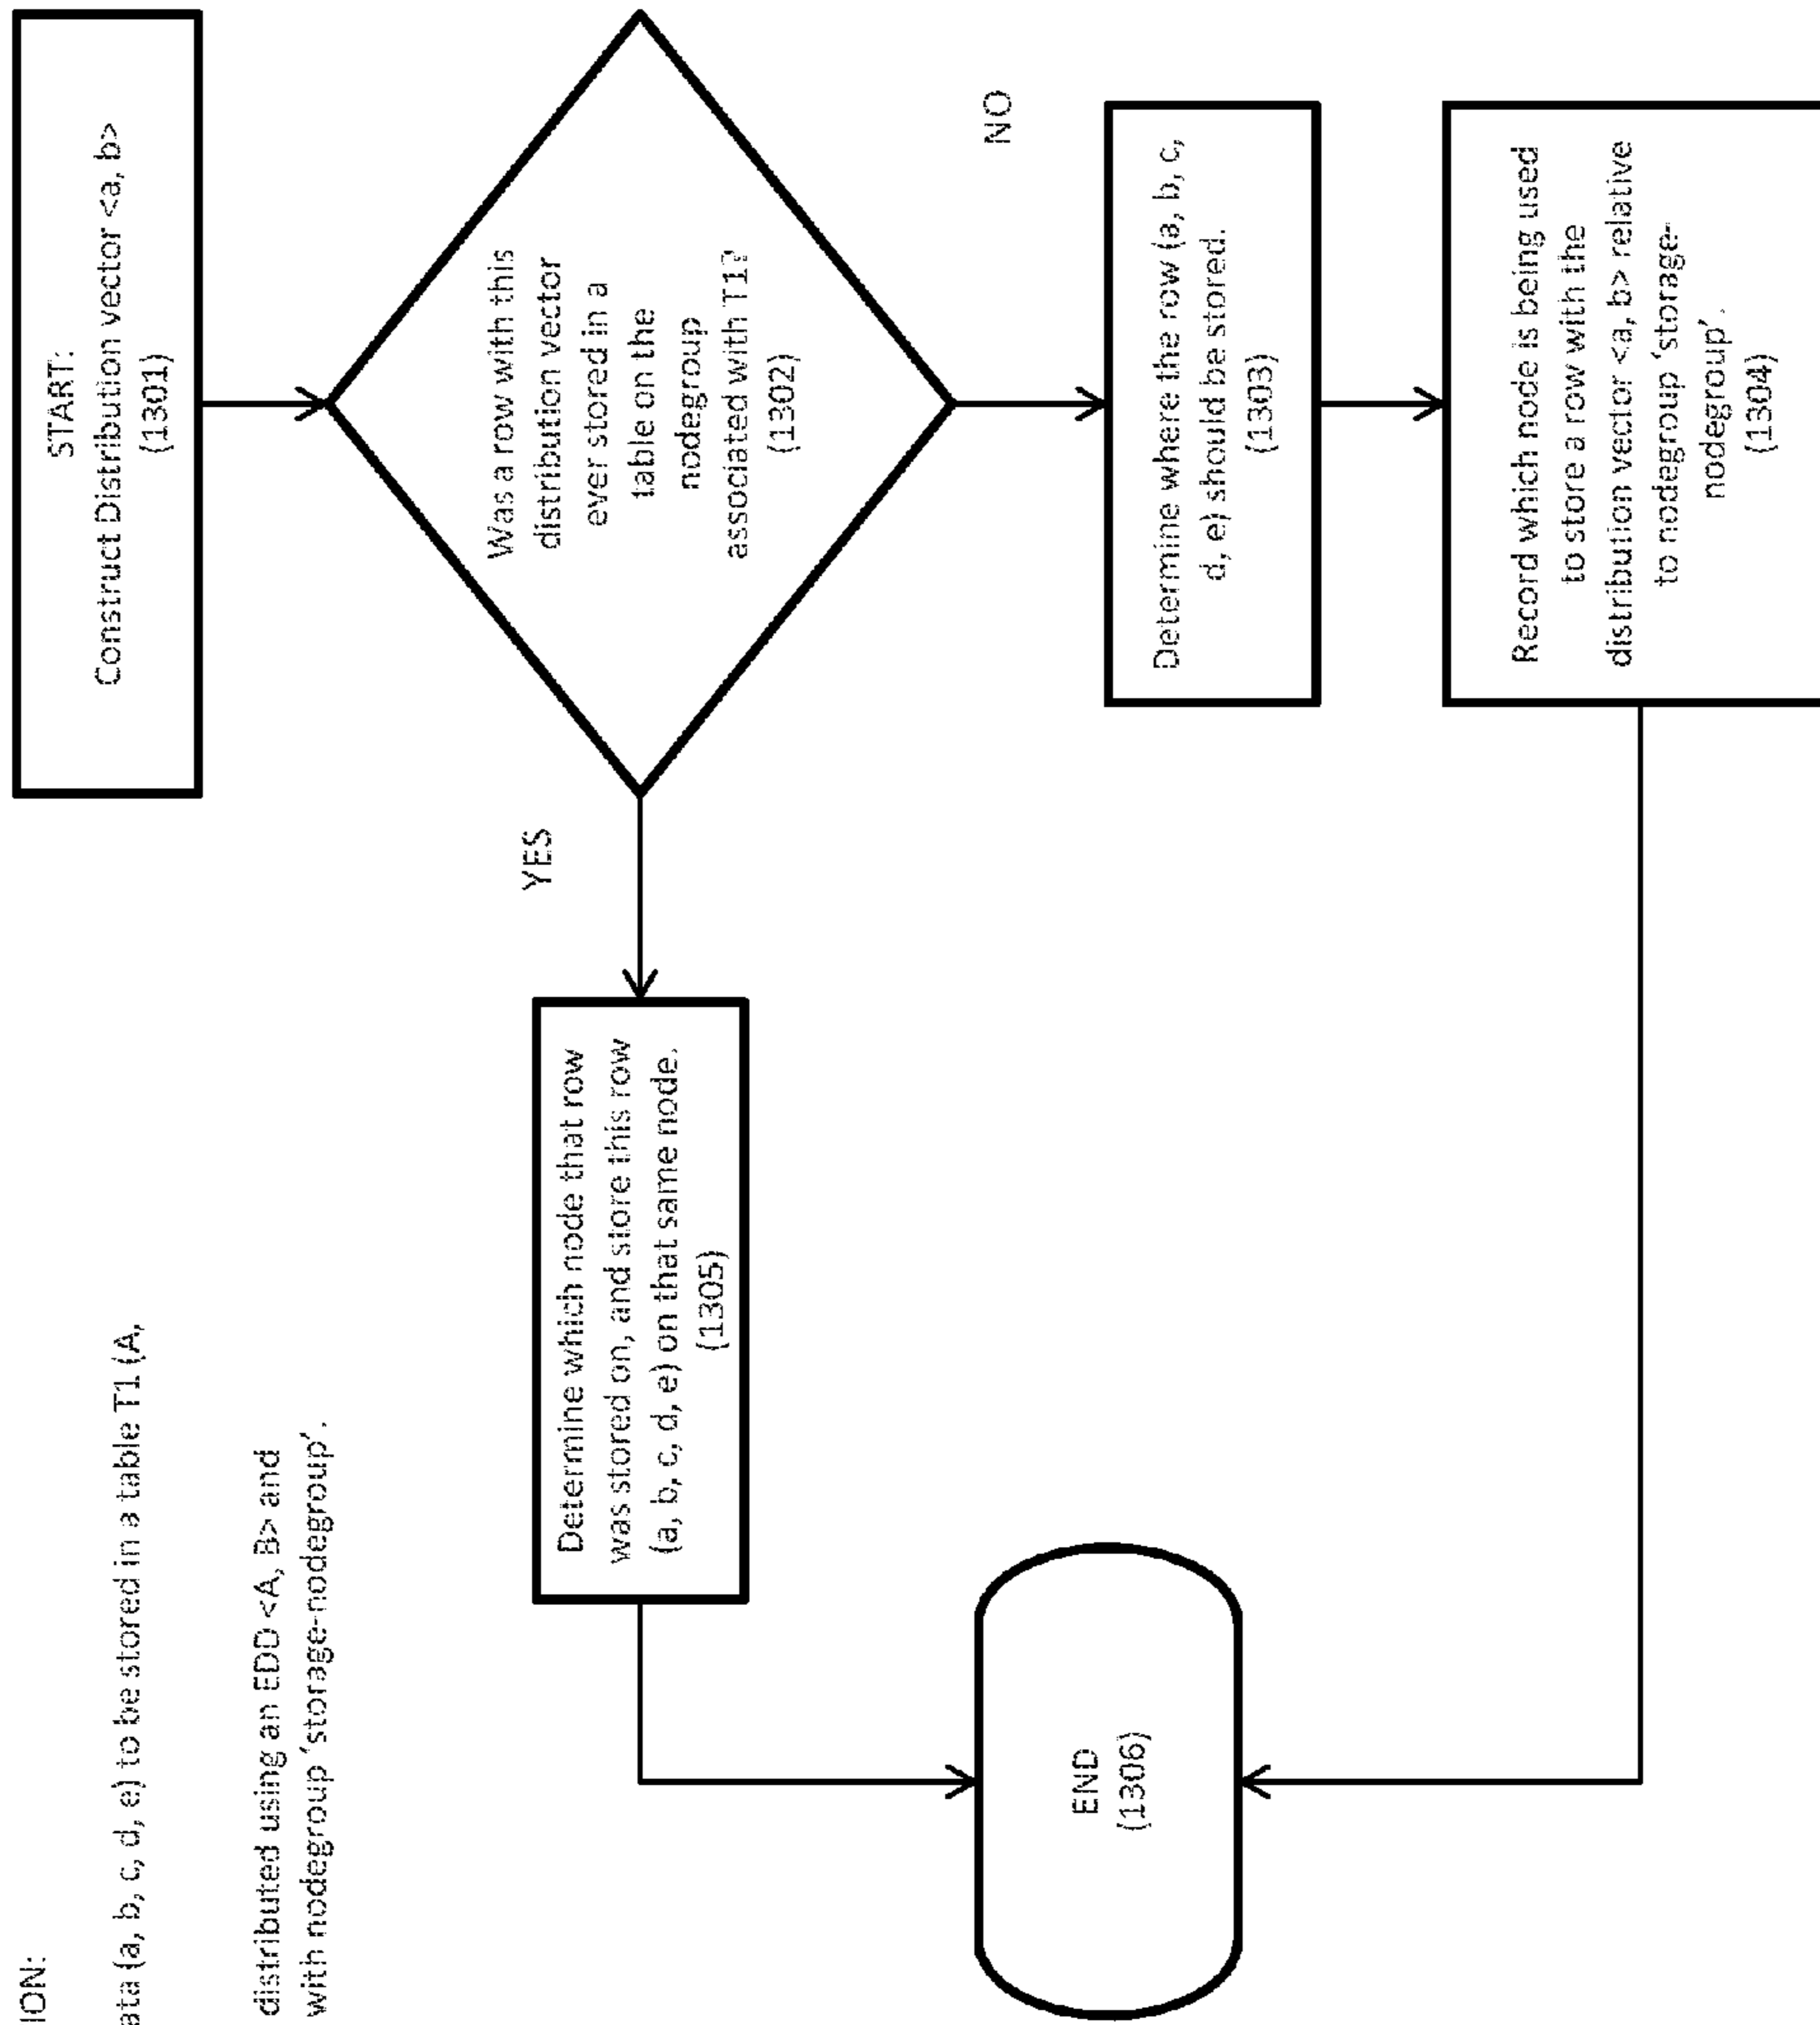 ION:
ata (a, b, c, d, e) to be stored in a table T1 (A,
distributed using an EDD <A, B> and
with nodegroup 'storage-nodegroup'.
START:
Construct Distribution vector <a, b>
(1301)
Was a row with this
distribution vector
ever stored in a
table on the
nodegroup
associated with T1?
(1302)
YES
NO
Determine which node that row
was stored on, and store this row
(a, b, c, d, e) on that same node.
(1305)
Determine where the row (a, b, c,
d, e) should be stored.
(1303)
Record which node is being used
to store a row with the
distribution vector <a, b> relative
to nodegroup 'storage-
nodegroup'.
(1304)
END
(1306)